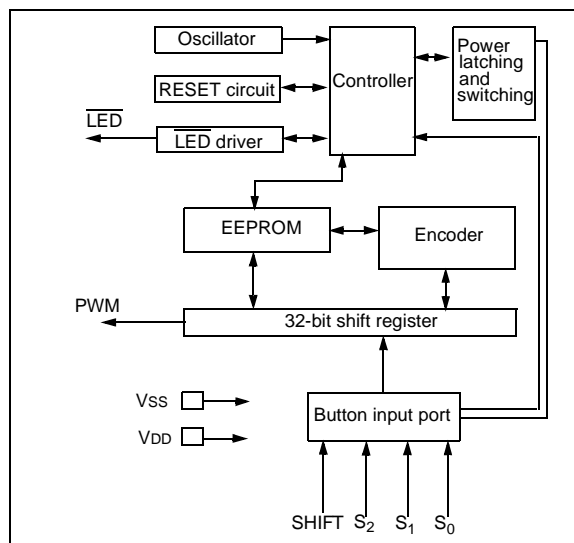 Oscillator
RESET circuit
LED
LED driver
Controller
Power
latching
and
switching
EEPROM
Encoder
PWM
32-bit shift register
VSS
VDD
Button input port
SHIFT S2 S1 S0